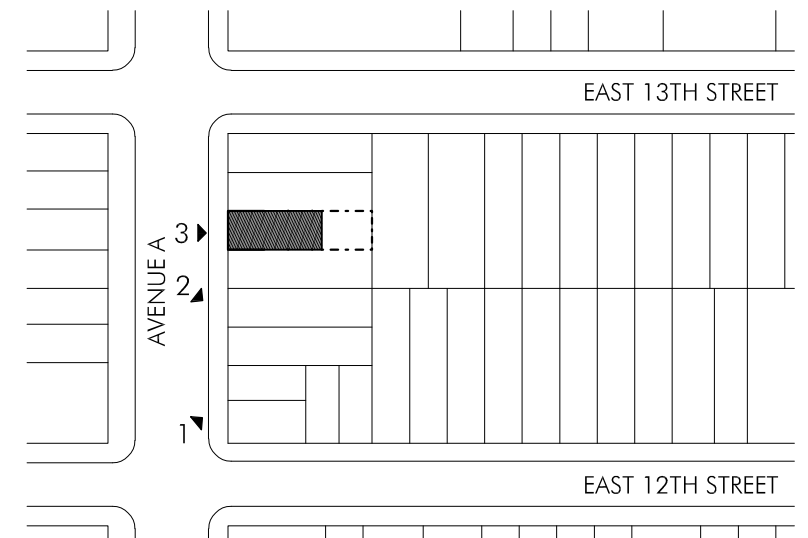 EAST 13TH STREET
3
AVENUE A
2
1
EAST 12TH STREET